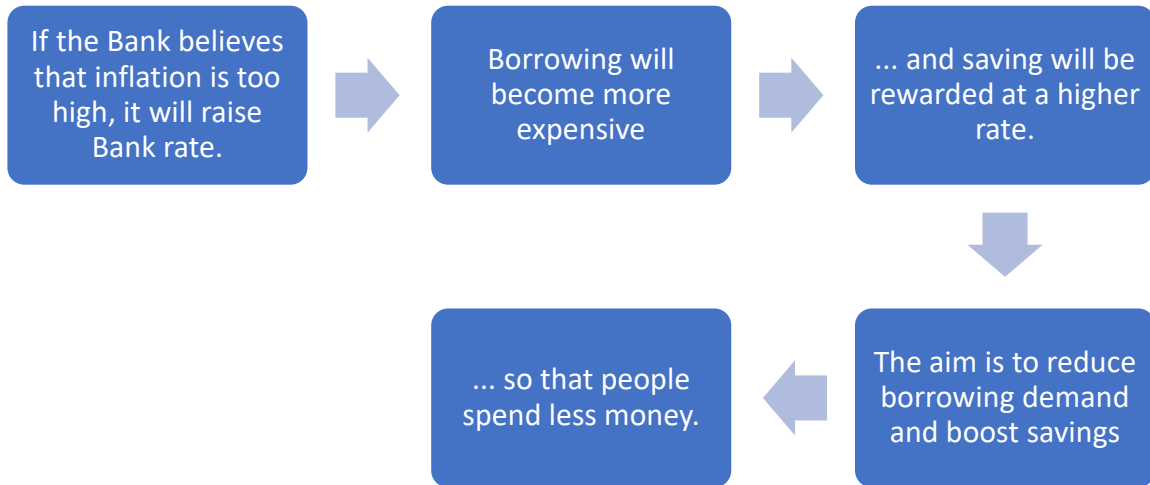 If the Bank believes
that inflation is too
high, it will raise
Bank rate.
Borrowing will
become more
expensive
... and saving will be
rewarded at a higher
rate.
The aim is to reduce
borrowing demand
and boost savings
... so that people
spend less money.